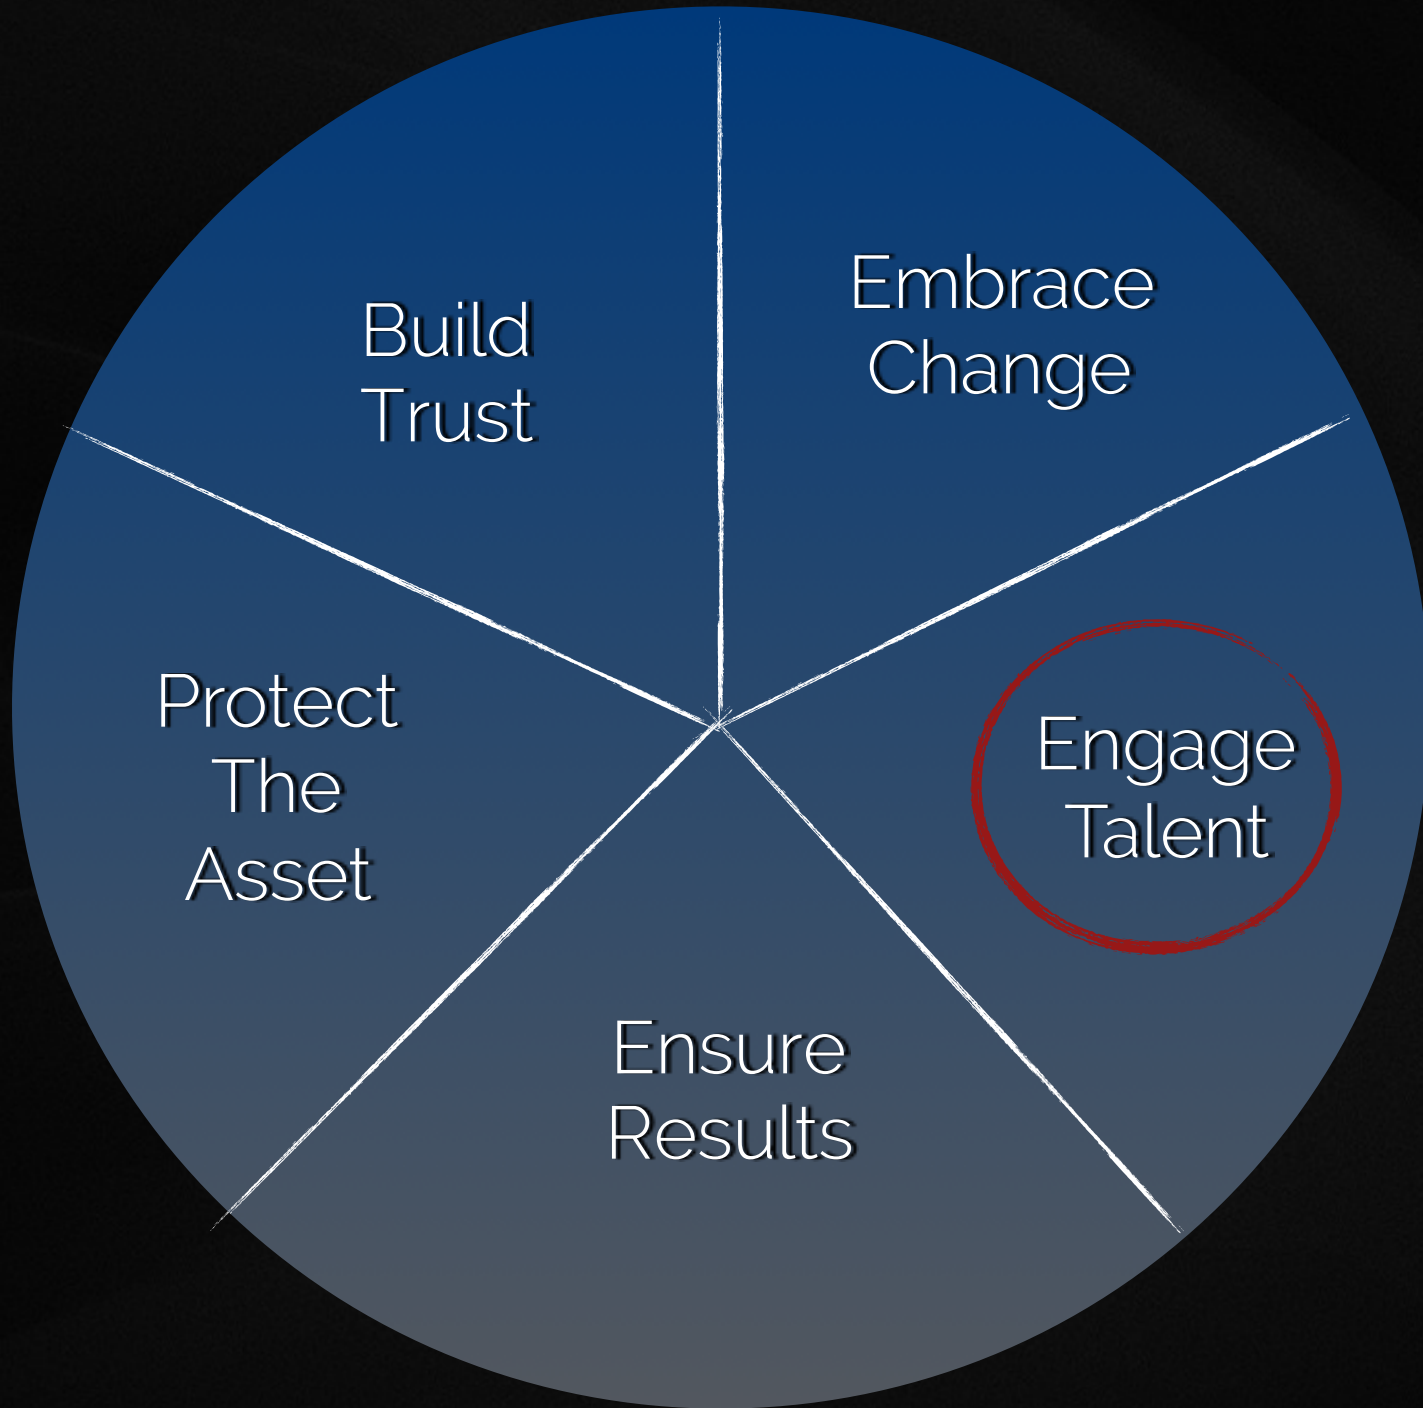 Build
Trust
Embrace
Change
Engage
Talent
Ensure
Results
Protect
The
Asset